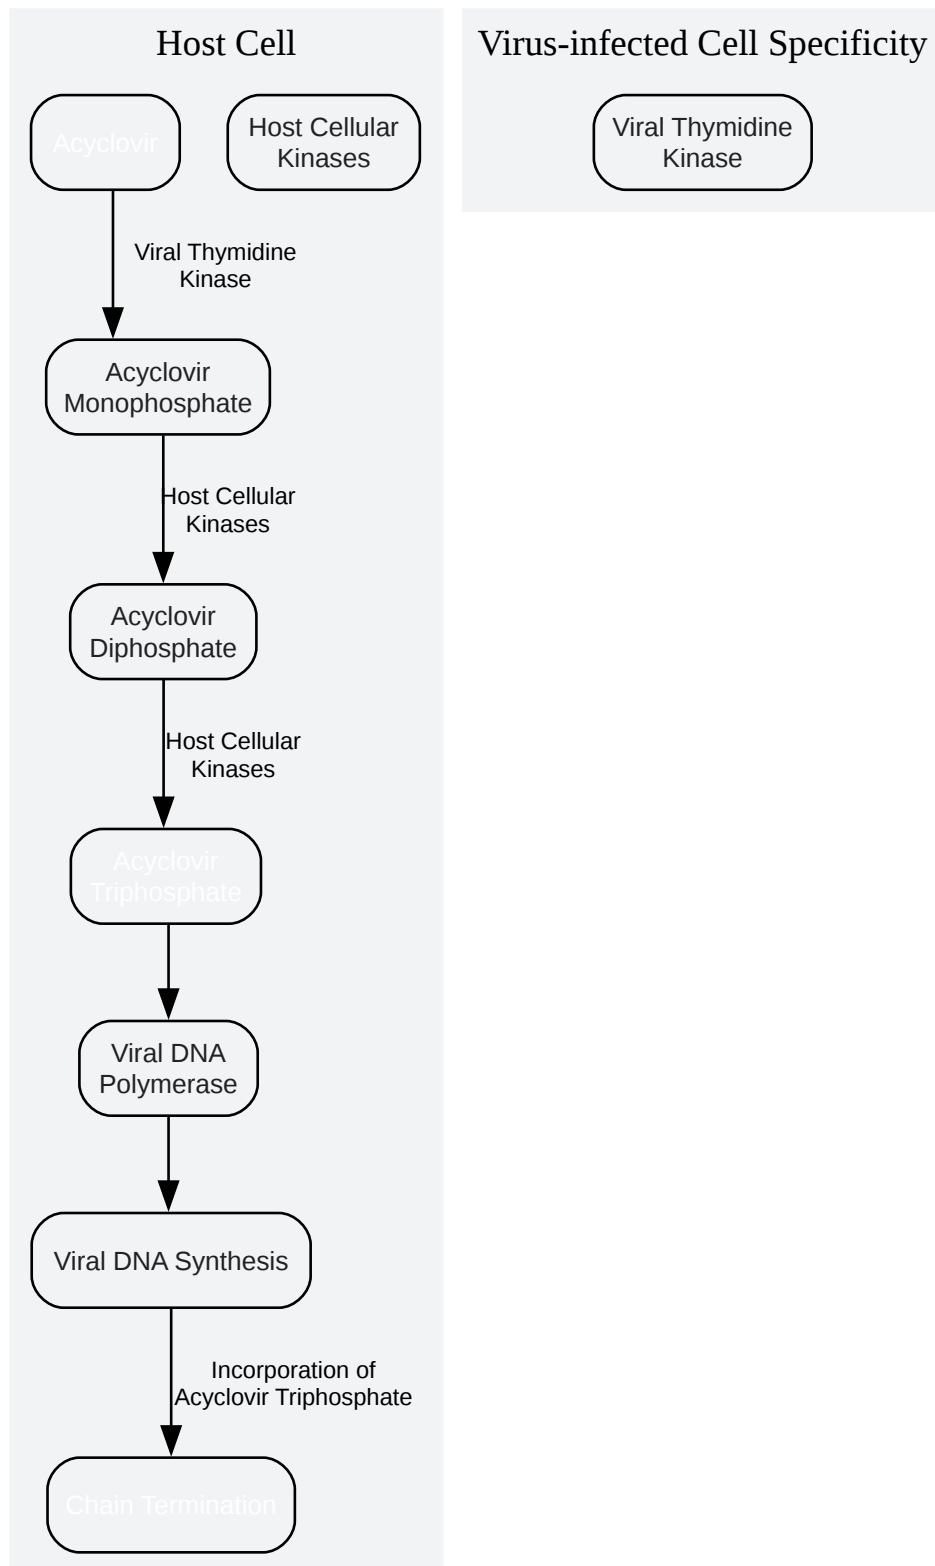 Host Cell
Virus-infected Cell Specificity
Acyclovir
Host Cellular
Kinases
Viral Thymidine
Kinase
Viral Thymidine
Kinase
Acyclovir
Monophosphate
Host Cellular
Kinases
Acyclovir
Diphosphate
Host Cellular
Kinases
Acyclovir
Triphosphate
Viral DNA
Polymerase
Viral DNA Synthesis
Incorporation of
Acyclovir Triphosphate
Chain Termination